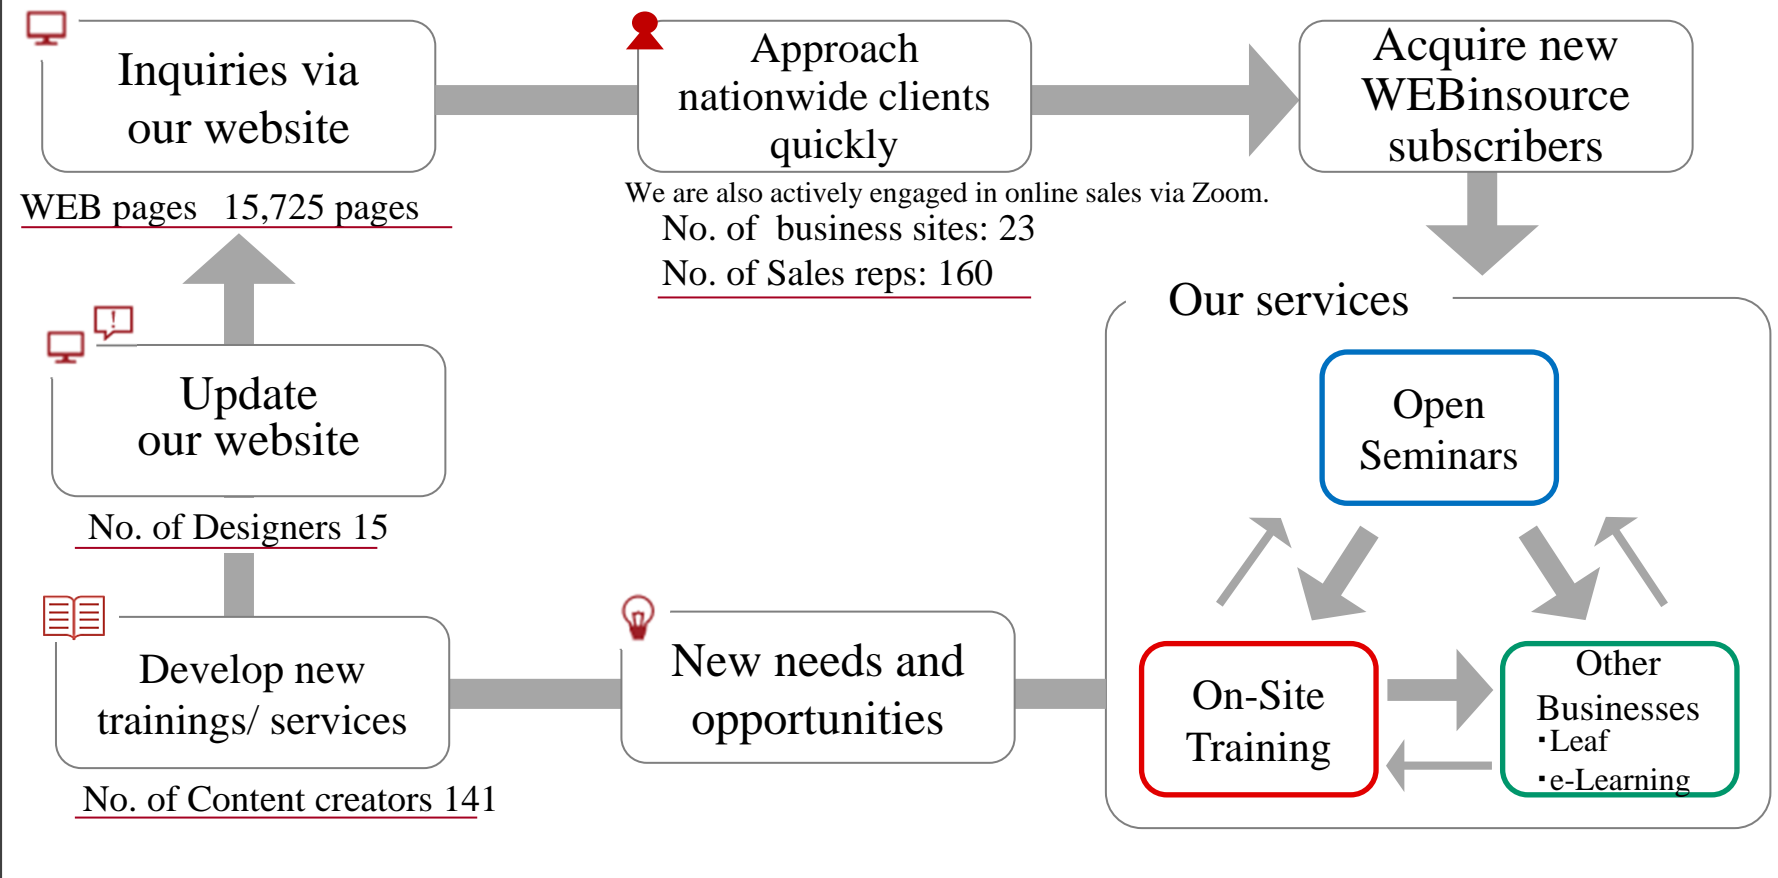 Inquiries via
our website
WEB pages 15,725 pages
Approach
nationwide clients
quickly
We are also actively engaged in online sales via Zoom.
No. of business sites: 23
No. of Sales reps: 160
Acquire new
WEBinsource
subscribers
Our services
Open
Seminars
On-Site
Training
Other
Businesses
・Leaf
・e-Learning
New needs and
opportunities
Develop new
trainings/ services
No. of Content creators 141
Update
our website
No. of Designers 15